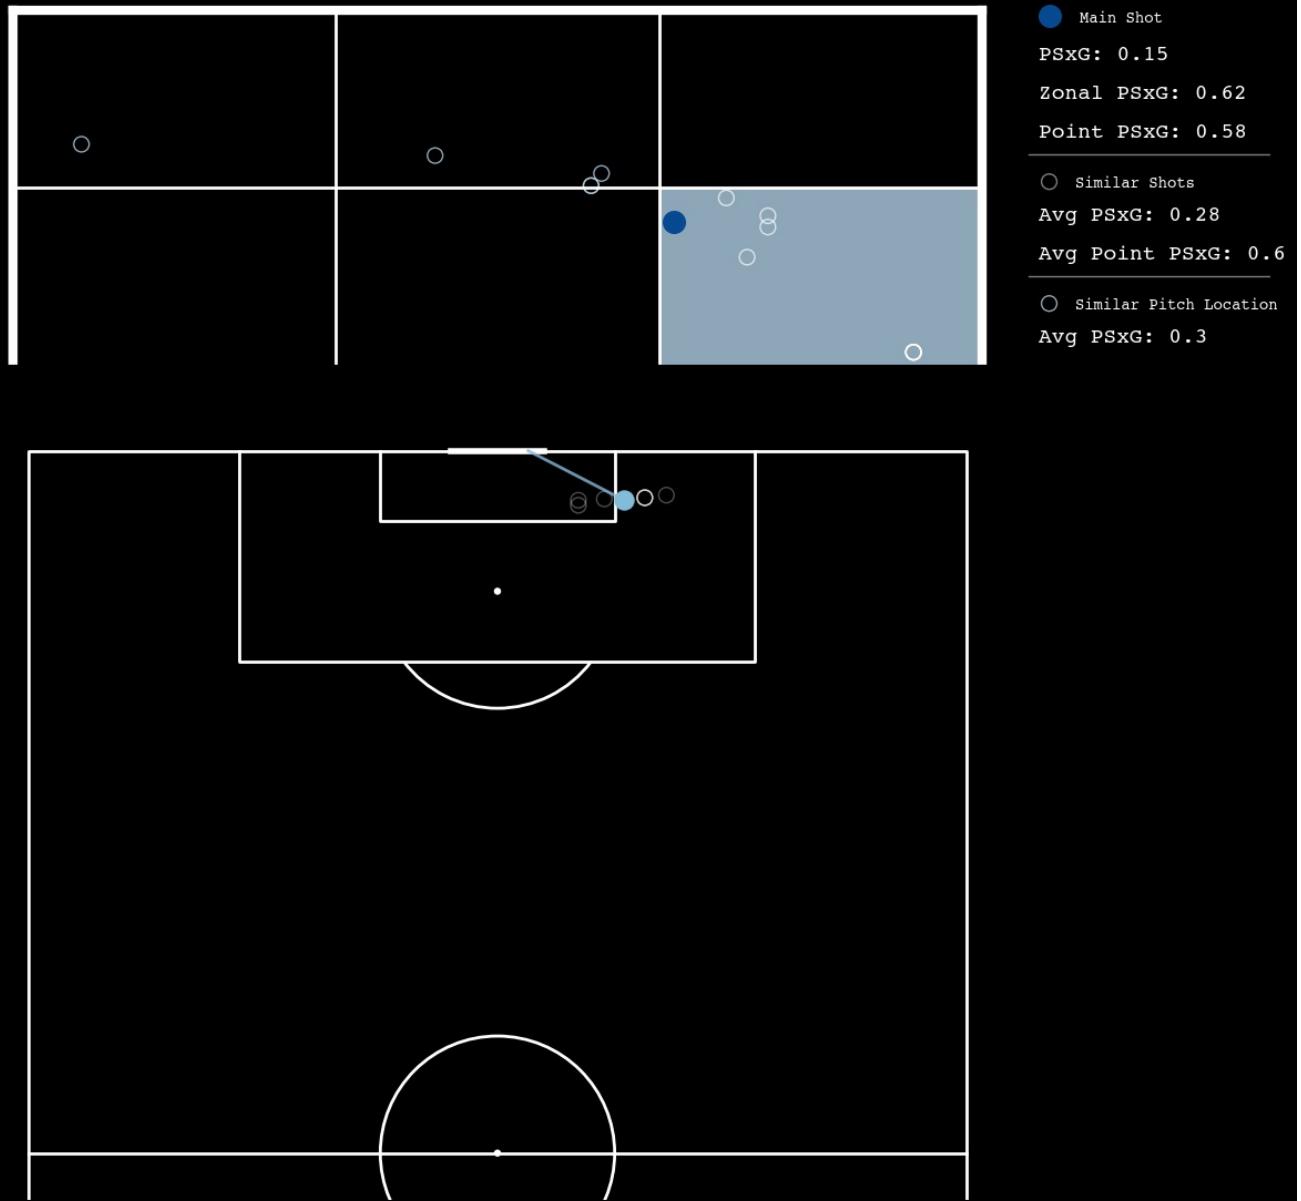 Main Shot
PSxG: 0.15
Zonal PSxG: 0.62
Point PSxG: 0.58
Similar Shots
Avg PSxG: 0.28
Avg Point PSxG: 0.6
Similar Pitch Location
Avg PSxG: 0.3